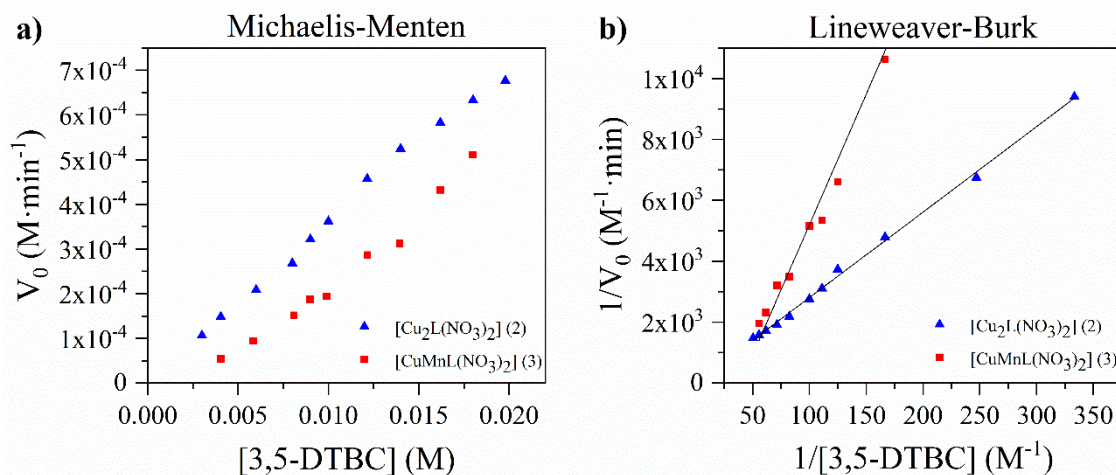 a)
Michaelis-Menten
V₀ (M·min⁻¹)
7x10⁻⁴
6x10⁻⁴
5x10⁻⁴
4x10⁻⁴
3x10⁻⁴
2x10⁻⁴
1x10⁻⁴
0
[Cu₂L(NO₃)₂] (2)
[CuMnL(NO₃)₂] (3)
0.000 0.005 0.010 0.015 0.020
[3,5-DTBC] (M)
b)
Lineweaver-Burk
1/V₀ (M⁻¹·min)
1x10⁴
8x10³
6x10³
4x10³
2x10³
0
[Cu₂L(NO₃)₂] (2)
[CuMnL(NO₃)₂] (3)
50 100 150 200 250 300 350
1/[3,5-DTBC] (M⁻¹)